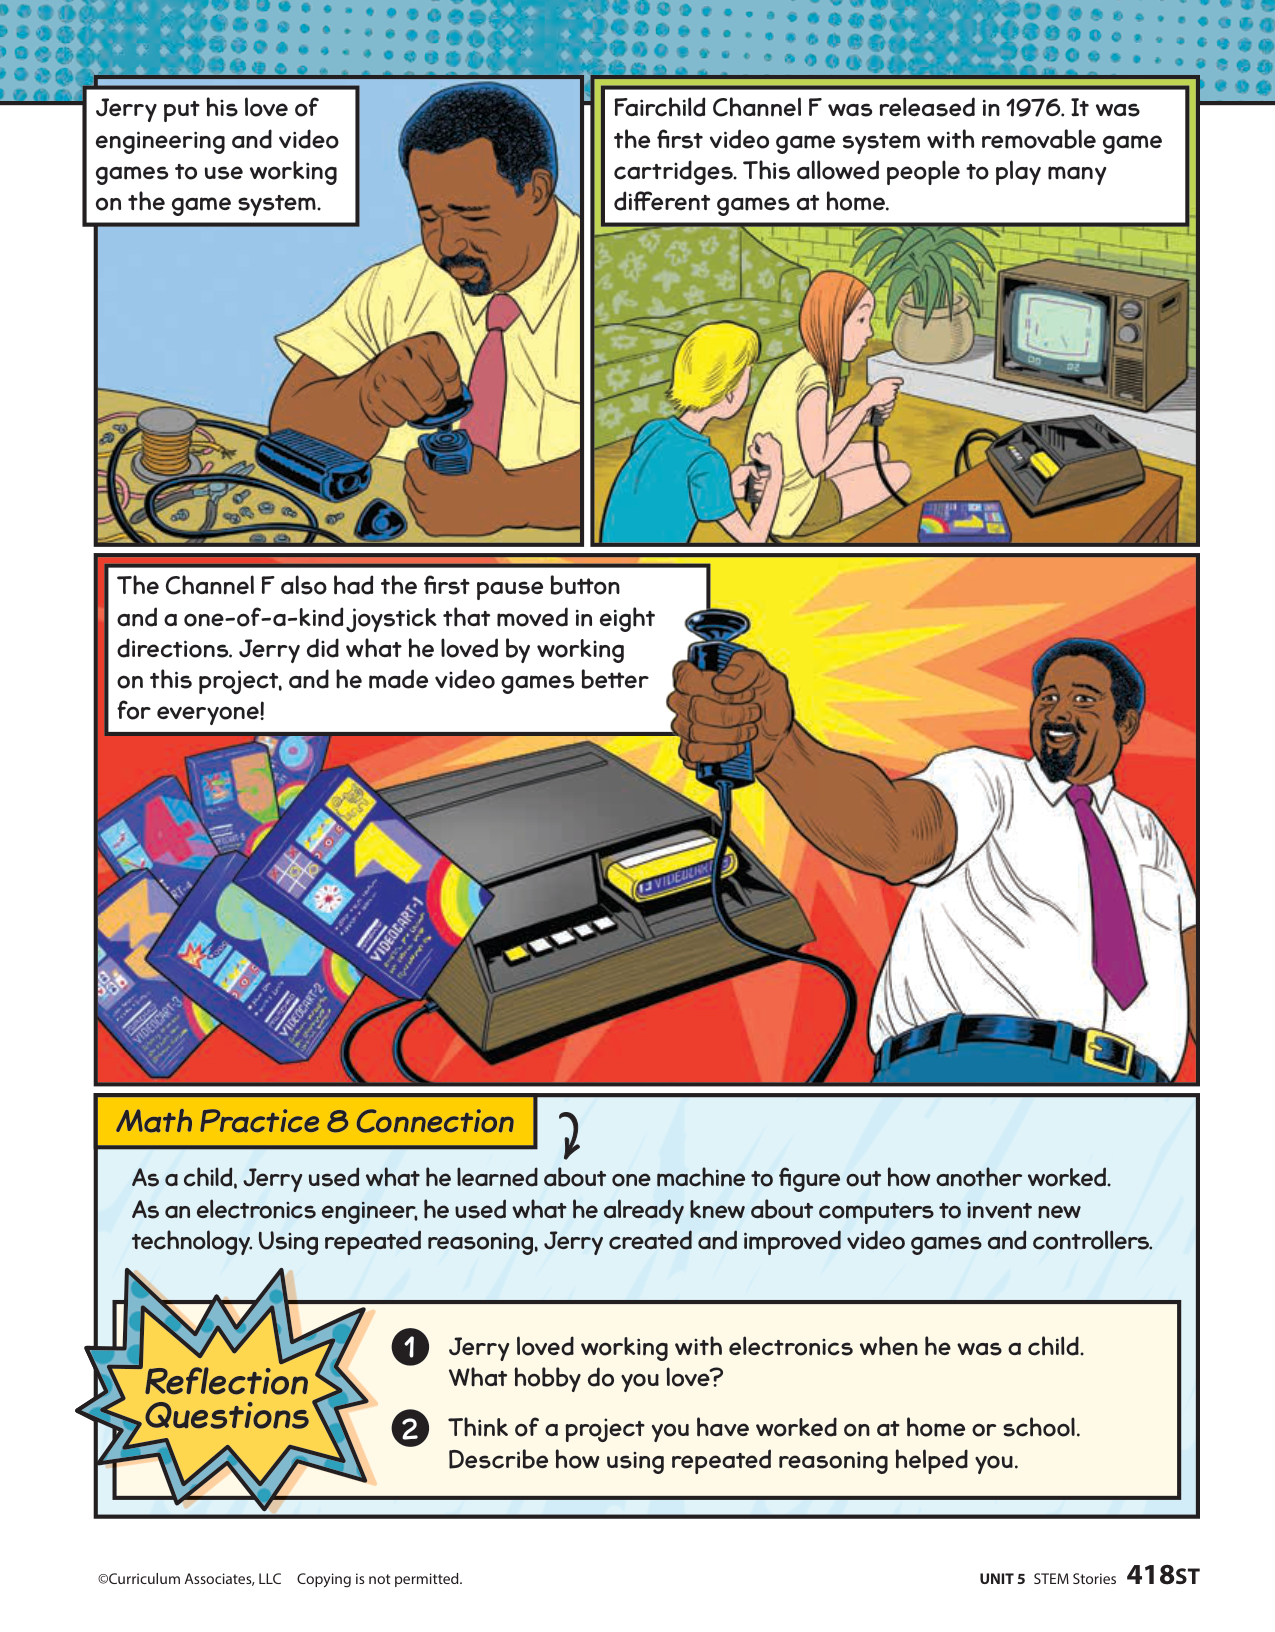 Jerry put his love of
engineering and video
games to use working
on the game system.
Fairchild Channel F was released in 1976. It was
the first video game system with removable game
cartridges. This allowed people to play many
different games at home.
The Channel F also had the first pause button
and a one-of-a-kind joystick that moved in eight
directions. Jerry did what he loved by working
on this project, and he made video games better
for everyone!
VIDEOCART-1
VIDEOCART-2
VIDEOCART-3
Math Practice 8 Connection
As a child, Jerry used what he learned about one machine to figure out how another worked.
As an electronics engineer, he used what he already knew about computers to invent new
technology. Using repeated reasoning, Jerry created and improved video games and controllers.
Reflection
Questions
1 Jerry loved working with electronics when he was a child.
What hobby do you love?
2 Think of a project you have worked on at home or school.
Describe how using repeated reasoning helped you.
©Curriculum Associates, LLC Copying is not permitted.
UNIT 5 STEM Stories 418ST